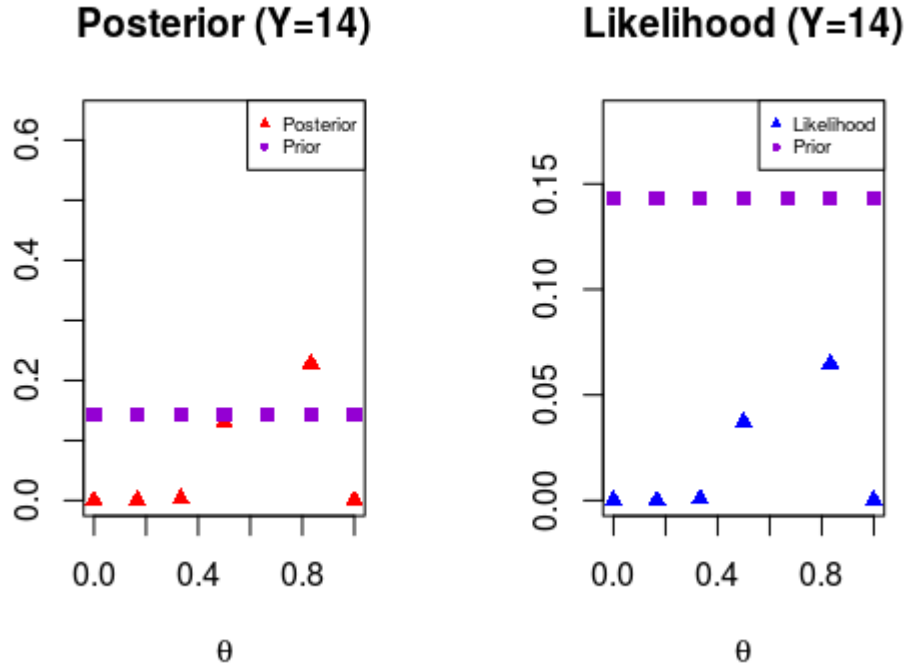 Posterior (Y=14)
Posterior
Prior
0.6
0.4
0.2
0.0
0.0 0.4 0.8
θ
Likelihood (Y=14)
Likelihood
Prior
0.15
0.10
0.05
0.00
0.0 0.4 0.8
θ